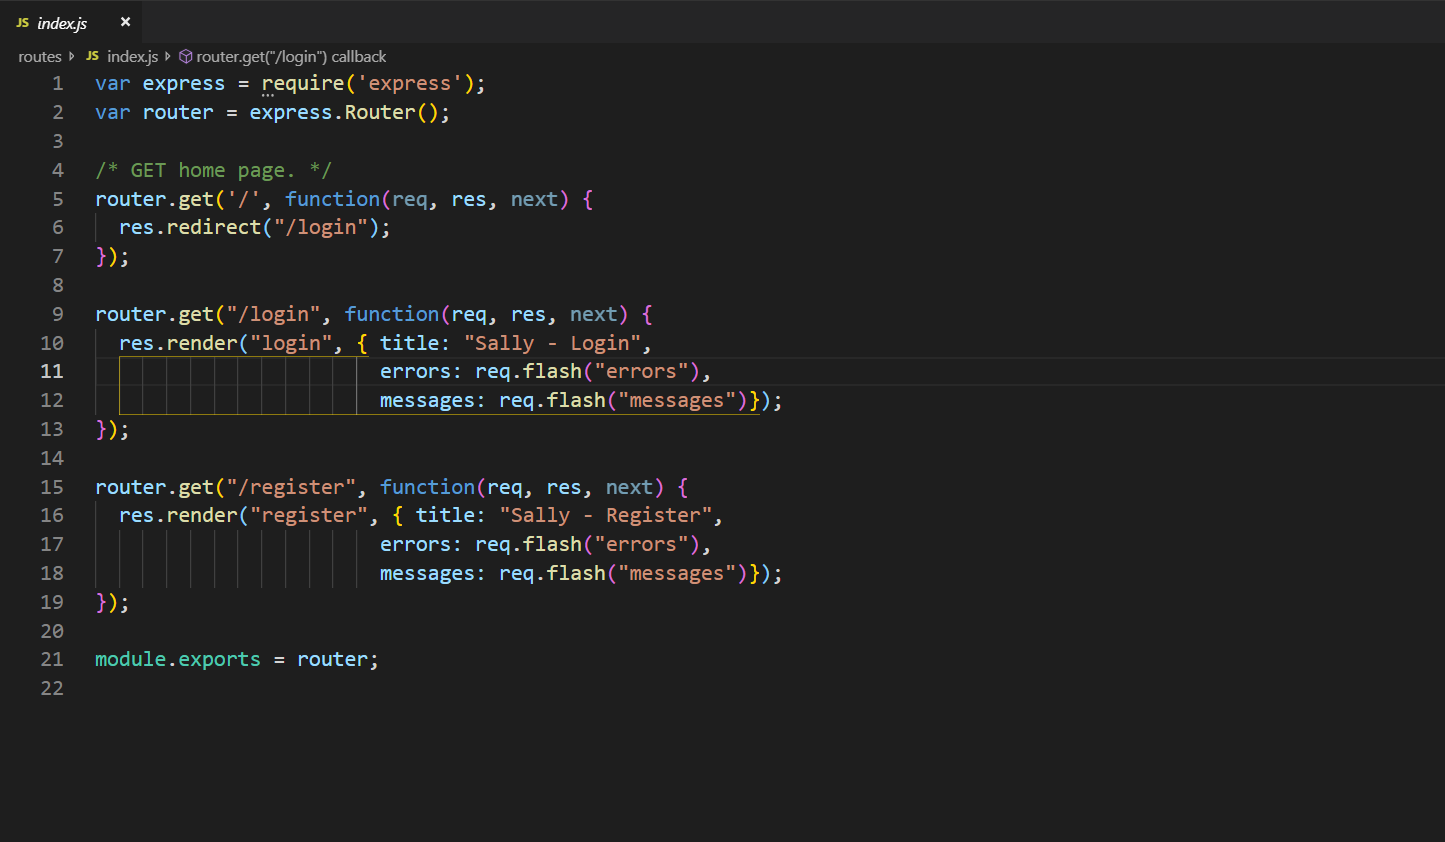 JS index.js ×
routes JS index.js router.get("/login") callback
1 var express = require('express');
2 var router = express.Router();
3
4 /* GET home page. */
5 router.get('/', function(req, res, next) {
6   res.redirect("/login");
7 });
8
9 router.get("/login", function(req, res, next) {
10   res.render("login", { title: "Sally - Login",
11                         errors: req.flash("errors"),
12                         messages: req.flash("messages")});
13 });
14
15 router.get("/register", function(req, res, next) {
16   res.render("register", { title: "Sally - Register",
17                         errors: req.flash("errors"),
18                         messages: req.flash("messages")});
19 });
20
21 module.exports = router;
22